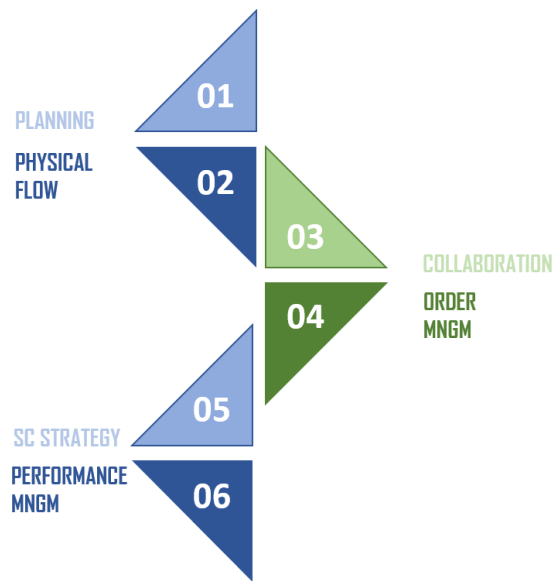 01
PLANNING
PHYSICAL
FLOW
02
03
COLLABORATION
04
ORDER
MNGM
05
SC STRATEGY
PERFORMANCE
MNGM
06